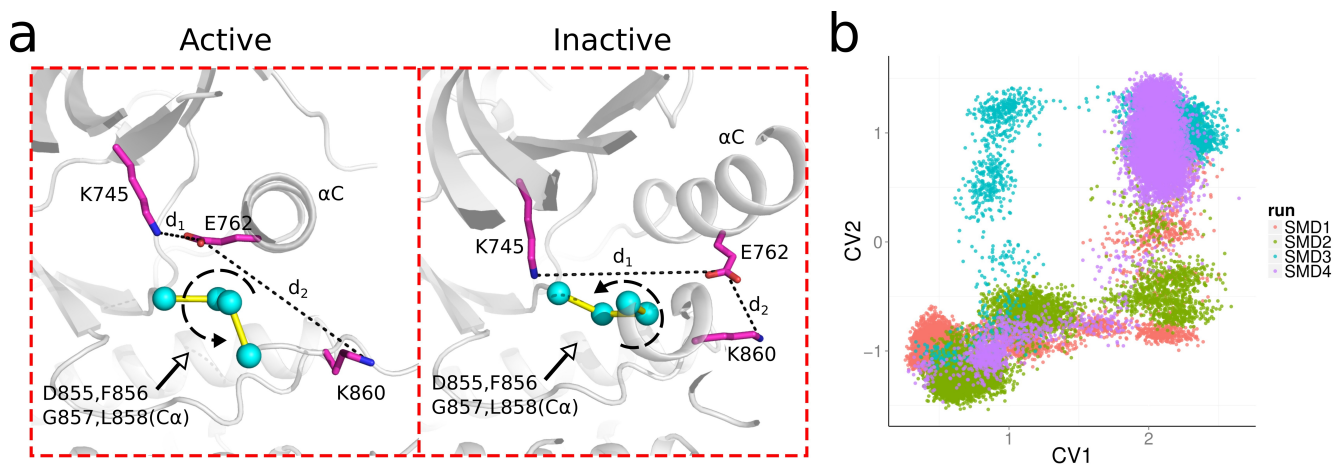 a
Active
Inactive
b
K745
d1
E762
αC
d2
D855,F856
G857,L858(Cα)
K860
αC
K745
d1
E762
d2
K860
D855,F856
G857,L858(Cα)
CV2
1
0
−1
1
2
CV1
run
SMD1
SMD2
SMD3
SMD4